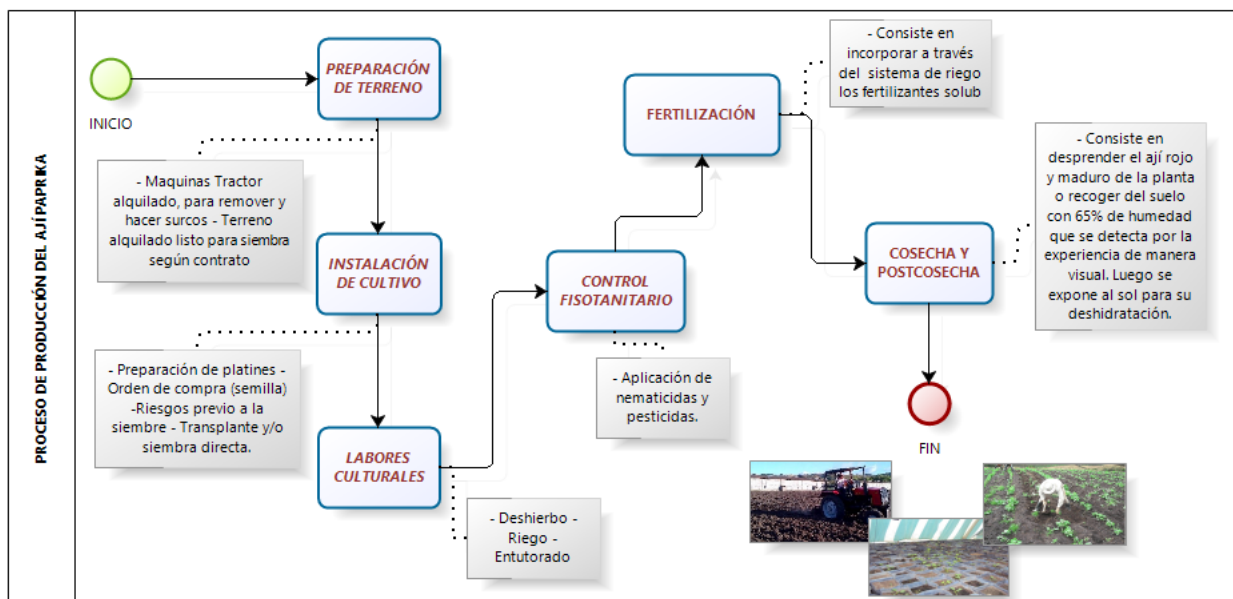 PROCESO DE PRODUCCIÓN DEL AJÍ PAPRIKA
INICIO
PREPARACIÓN
DE TERRENO
- Maquinas Tractor
alquilado, para remover y
hacer surcos - Terreno
alquilado listo para siembra
según contrato
INSTALACIÓN
DE CULTIVO
- Preparación de platines -
Orden de compra (semilla)
-Riesgos previo a la
siembre - Transplante y/o
siembra directa.
LABORES
CULTURALES
- Deshierbo -
Riego -
Entutorado
CONTROL
FISOTANITARIO
- Aplicación de
nematicidas y
pesticidas.
FERTILIZACIÓN
- Consiste en
incorporar a través
del sistema de riego
los fertilizantes solub
COSECHA Y
POSTCOSECHA
- Consiste en
desprender el ají rojo
y maduro de la planta
o recoger del suelo
con 65% de humedad
que se detecta por la
experiencia de manera
visual. Luego se
expone al sol para su
deshidratación.
FIN